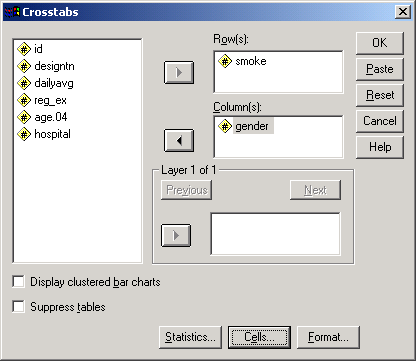 Crosstabs
id
designtn
dailyavg
reg_ex
age.04
hospital
Row(s):
smoke
Column(s):
gender
Layer 1 of 1
Previous
Next
OK
Paste
Reset
Cancel
Help
Display clustered bar charts
Suppress tables
Statistics...
Cells...
Format...